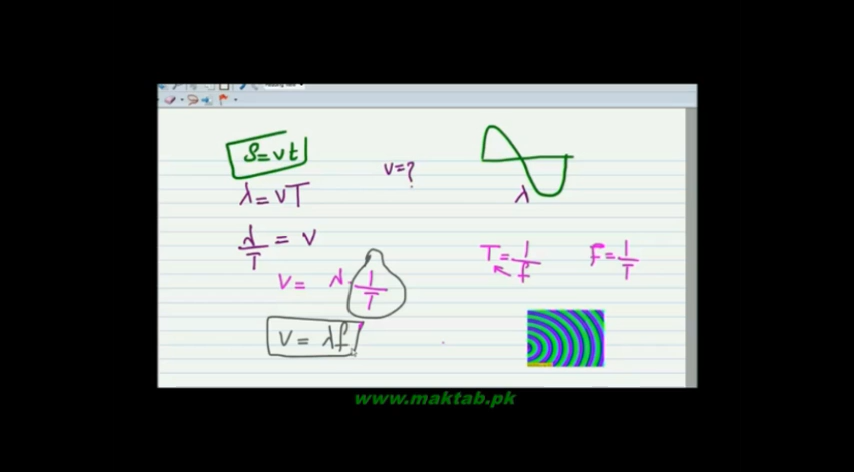 S=vt
v=?
λ=vT
λ
λ/T = v
T=1/f
F=1/T
v= λ·1/T
v = λf
www.maktab.pk